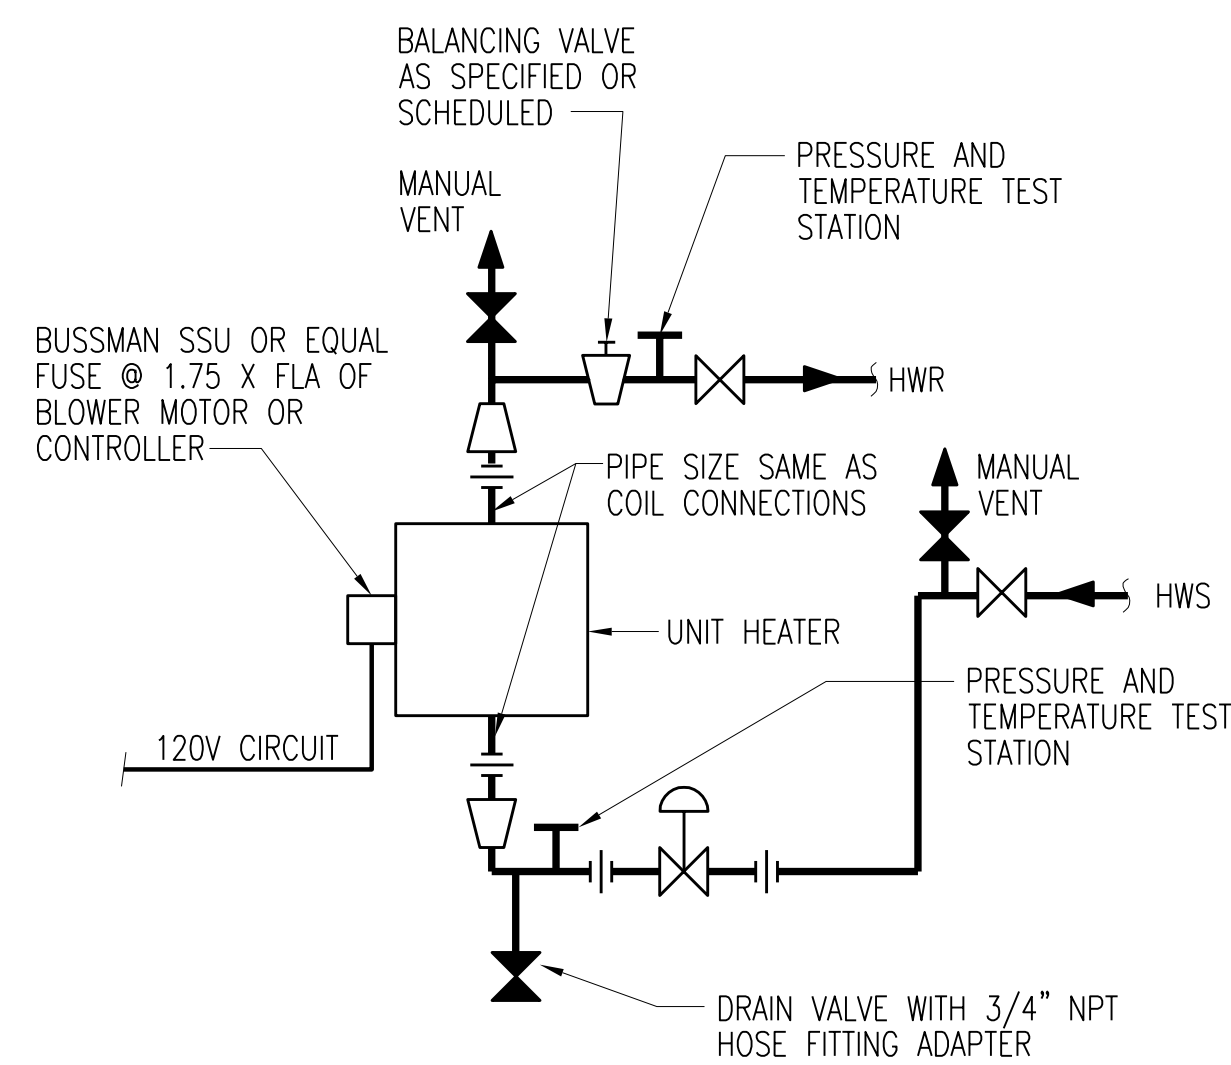 BALANCING VALVE
AS SPECIFIED OR
SCHEDULED
PRESSURE AND
TEMPERATURE TEST
STATION
MANUAL
VENT
BUSSMAN SSU OR EQUAL
FUSE @ 1.75 X FLA OF
BLOWER MOTOR OR
CONTROLLER
HWR
PIPE SIZE SAME AS
COIL CONNECTIONS
MANUAL
VENT
HWS
UNIT HEATER
PRESSURE AND
TEMPERATURE TEST
STATION
120V CIRCUIT
DRAIN VALVE WITH 3/4" NPT
HOSE FITTING ADAPTER